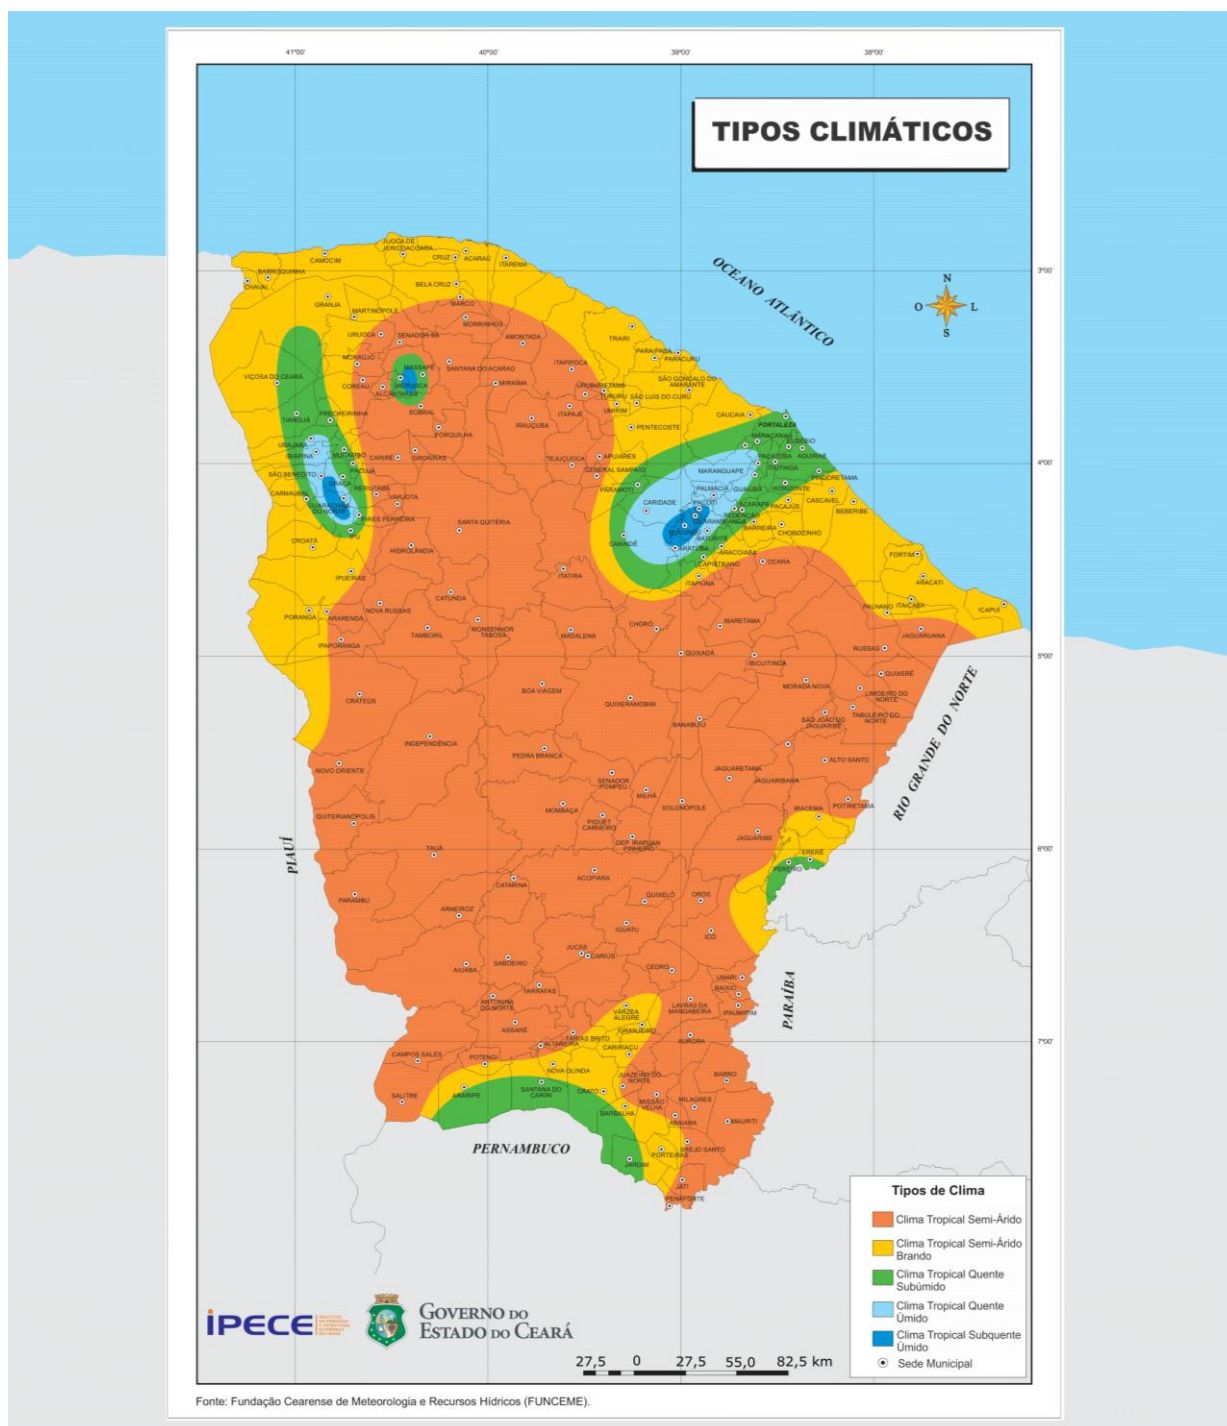 41°00'
40°00'
39°00'
38°00'
TIPOS CLIMÁTICOS
OCEANO ATLÂNTICO
N
O
L
S
3°00'
4°00'
5°00'
6°00'
7°00'
JIJOCA DE
JERICOACOARA
CRUZ
ACARAÚ
ITAREMA
CAMOCIM
BARROQUINHA
CHAVAL
BELA CRUZ
MARCO
GRANJA
MARTINÓPOLE
MORRINHOS
URUOCA
SENADOR SÁ
AMONTADA
TRAIRI
PARAIPABA
PARACURU
MORAÚJO
MASSAPÊ
SANTANA DO ACARAÚ
ITAPIPOCA
VIÇOSA DO CEARÁ
COREAÚ
MERUOCA
ALCÂNTARAS
MIRAÍMA
URUBURETAMA
TURURU
SÃO LUIS DO CURU
SÃO GONÇALO DO
AMARANTE
UMIRIM
TIANGUÁ
FRECHEIRINHA
SOBRAL
ITAPAJÉ
IRAUÇUBA
CAUCAIA
FORTALEZA
FORQUILHA
PENTECOSTE
UBAJARA
IBIAPINA
MUCAMBO
PACUJÁ
CARIRÉ
GROAÍRAS
TEJUÇUOCA
APUIARÉS
GENERAL SAMPAIO
MARACANAÚ
EUSÉBIO
PACATUBA
AQUIRAZ
ITAITINGA
MARANGUAPE
SÃO BENEDITO
GRAÇA
CARNAUBAL
RERIUTABA
VARJOTA
GUARACIABA
DO NORTE
PIRES FERREIRA
PARAMOTI
CARIDADE
PALMÁCIA
PACOTI
GUAIÚBA
HORIZONTE
PINDORETAMA
CASCAVEL
BEBERIBE
ACARAPE
REDENÇÃO
PACAJÚS
GUARAMIRANGA
MULUNGU
BARREIRA
CHOROZINHO
CROATÁ
IPU
SANTA QUITÉRIA
HIDROLÂNDIA
CANINDÉ
BATURITÉ
ARATUBA
ARACOIABA
CAPISTRANO
OCARA
ITAPIÚNA
FORTIM
ARACATI
ICAPUÍ
IPUEIRAS
ITATIRA
CATUNDA
NOVA RUSSAS
PORANGA
ARARENDÁ
TAMBORIL
MONSENHOR
TABOSA
MADALENA
CHORÓ
IBARETAMA
PALHANO
ITAIÇABA
JAGUARUANA
IPAPORANGA
QUIXADÁ
IBICUITINGA
RUSSAS
QUIXERÉ
MORADA NOVA
LIMOEIRO DO
NORTE
CRATEÚS
BOA VIAGEM
QUIXERAMOBIM
BANABUIÚ
SÃO JOÃO DO
JAGUARIBE
TABULEIRO DO
NORTE
INDEPENDÊNCIA
PEDRA BRANCA
ALTO SANTO
NOVO ORIENTE
SENADOR
POMPEU
JAGUARETAMA
JAGUARIBARA
MILHÃ
SOLONÓPOLE
POTIRETAMA
IRACEMA
QUITERIANÓPOLIS
MOMBAÇA
PIQUET
CARNEIRO
DEP. IRAPUAN
PINHEIRO
JAGUARIBE
ERERÊ
PEREIRO
TAUÁ
PARAMBU
CATARINA
ACOPIARA
QUIXELÔ
ORÓS
ARNEIROZ
IGUATU
ICÓ
JUCÁS
CARIÚS
AIUABA
SABOEIRO
CEDRO
UMARI
BAIXIO
IPAUMIRIM
TARRAFAS
ANTONINA
DO NORTE
VÁRZEA
ALEGRE
LAVRAS DA
MANGABEIRA
ASSARÉ
GRANJEIRO
ALTANEIRA
FARIAS BRITO
CARIRIAÇU
AURORA
CAMPOS SALES
POTENGI
NOVA OLINDA
JUAZEIRO DO
NORTE
BARRO
SALITRE
ARARIPE
SANTANA DO
CARIRI
CRATO
MISSÃO
VELHA
MILAGRES
BARBALHA
ABAIARA
MAURITI
BREJO SANTO
PORTEIRAS
JARDIM
JATI
PENAFORTE
PIAUÍ
RIO GRANDE DO NORTE
PARAÍBA
PERNAMBUCO
Tipos de Clima
Clima Tropical Semi-Árido
Clima Tropical Semi-Árido
Brando
Clima Tropical Quente
Subúmido
Clima Tropical Quente
Úmido
Clima Tropical Subquente
Úmido
Sede Municipal
IPECE
GOVERNO DO
ESTADO DO CEARÁ
27,5 0 27,5 55,0 82,5 km
Fonte: Fundação Cearense de Meteorologia e Recursos Hídricos (FUNCEME).